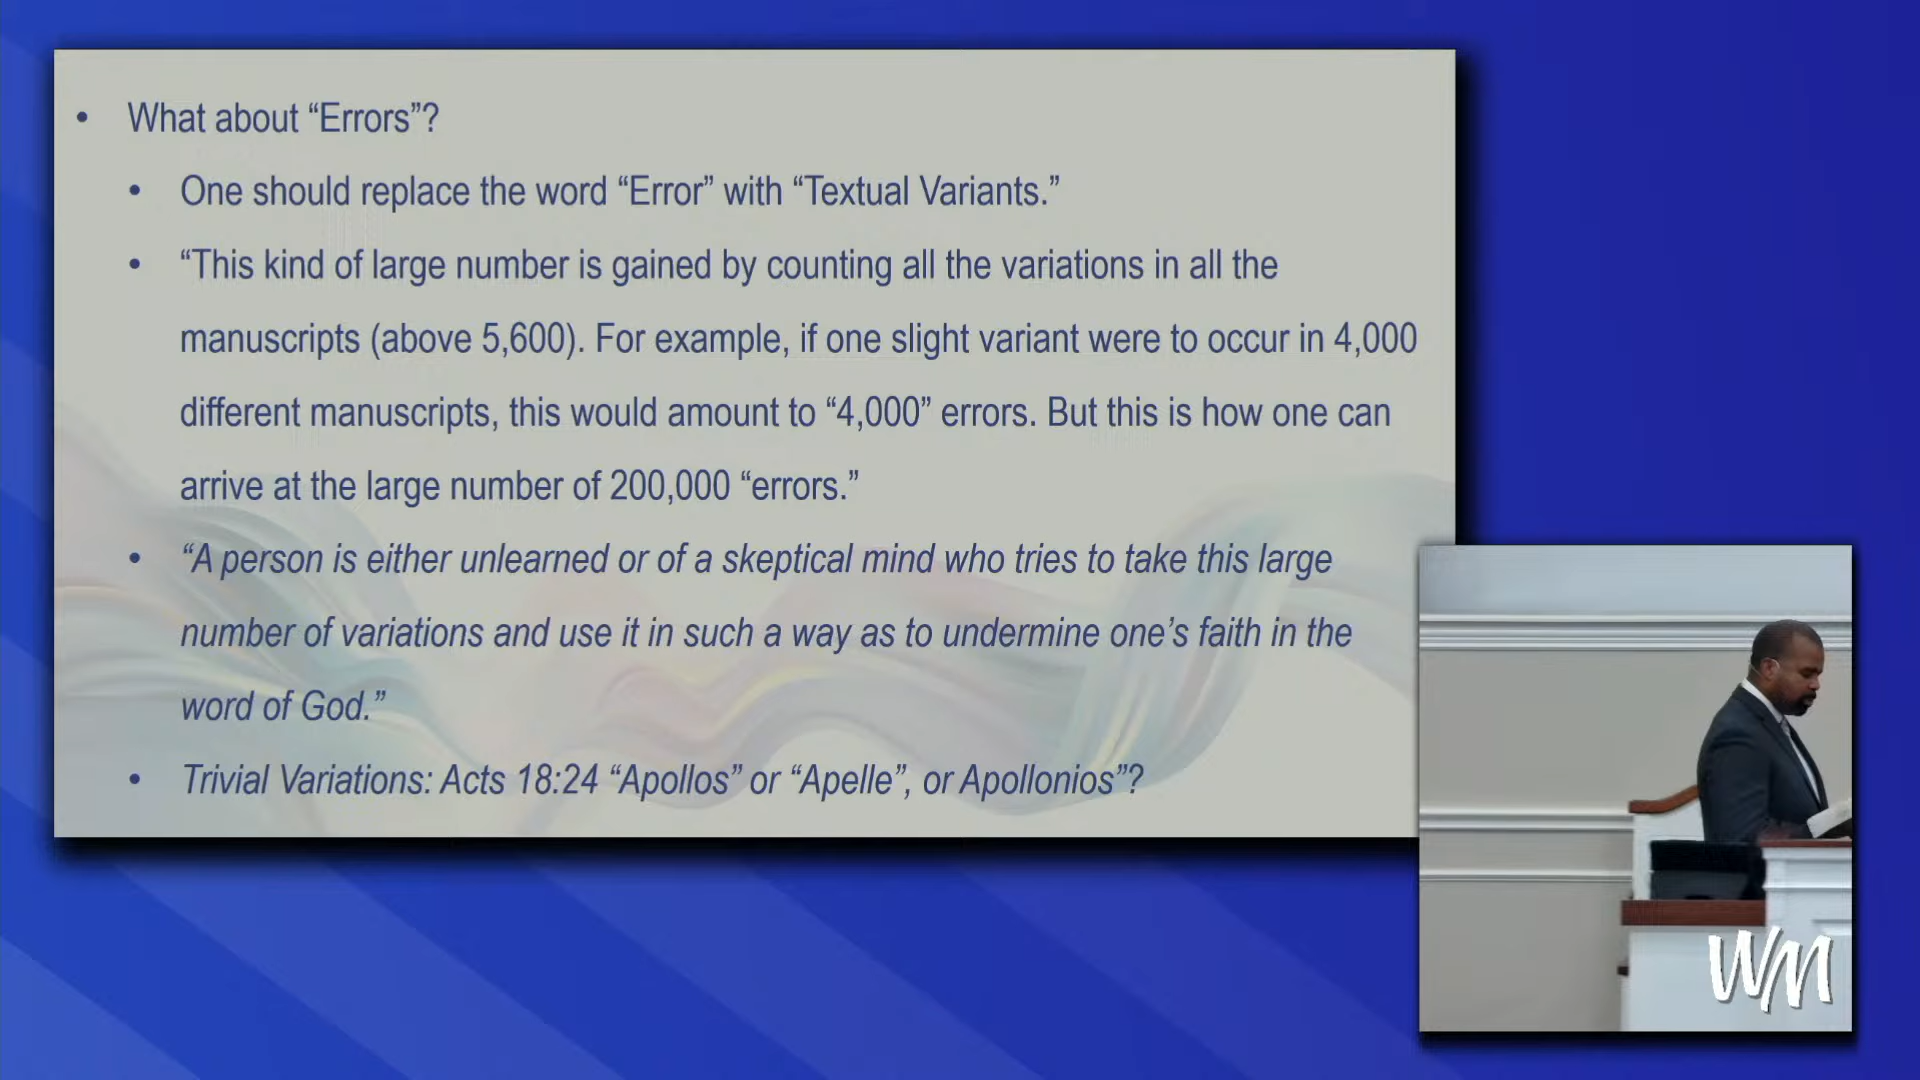 • What about “Errors”?
• One should replace the word “Error” with “Textual Variants.”
• “This kind of large number is gained by counting all the variations in all the
manuscripts (above 5,600). For example, if one slight variant were to occur in 4,000
different manuscripts, this would amount to “4,000” errors. But this is how one can
arrive at the large number of 200,000 “errors.”
• “A person is either unlearned or of a skeptical mind who tries to take this large
number of variations and use it in such a way as to undermine one’s faith in the
word of God.”
• Trivial Variations: Acts 18:24 “Apollos” or “Apelle”, or Apollonios”?
WM